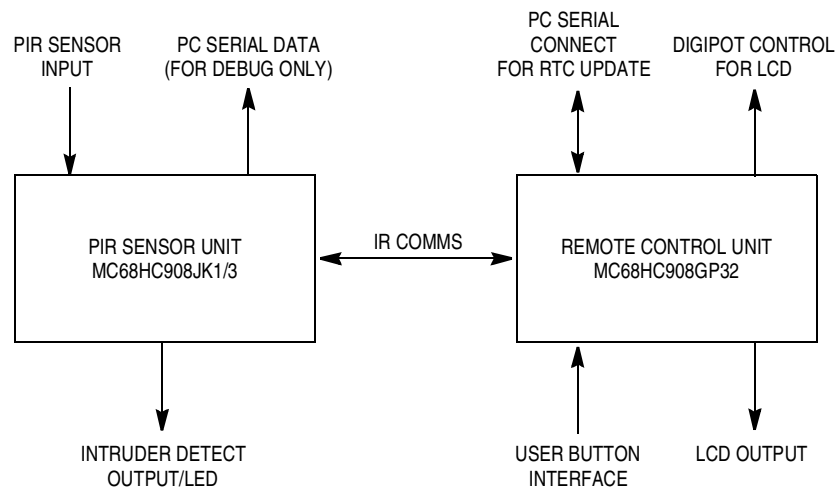 PIR SENSOR
INPUT
PC SERIAL DATA
(FOR DEBUG ONLY)
PC SERIAL
CONNECT
FOR RTC UPDATE
DIGIPOT CONTROL
FOR LCD
PIR SENSOR UNIT
MC68HC908JK1/3
IR COMMS
REMOTE CONTROL UNIT
MC68HC908GP32
INTRUDER DETECT
OUTPUT/LED
USER BUTTON
INTERFACE
LCD OUTPUT